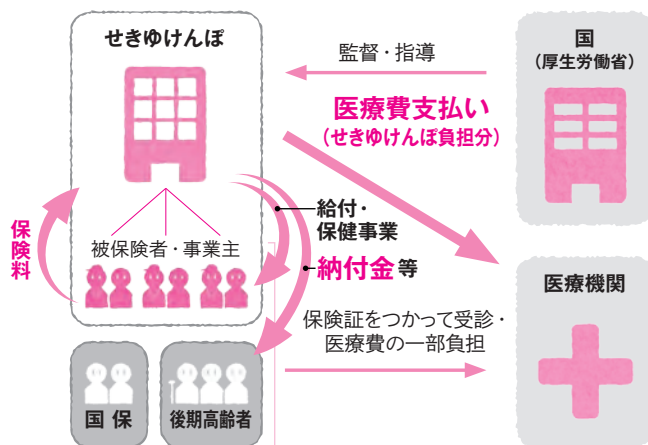 せきゆけんぽ
監督・指導
国
(厚生労働省)
医療費支払い
(せきゆけんぽ負担分)
保険料
給付・
保健事業
被保険者・事業主
納付金等
医療機関
保険証をつかって受診・
医療費の一部負担
国保
後期高齢者